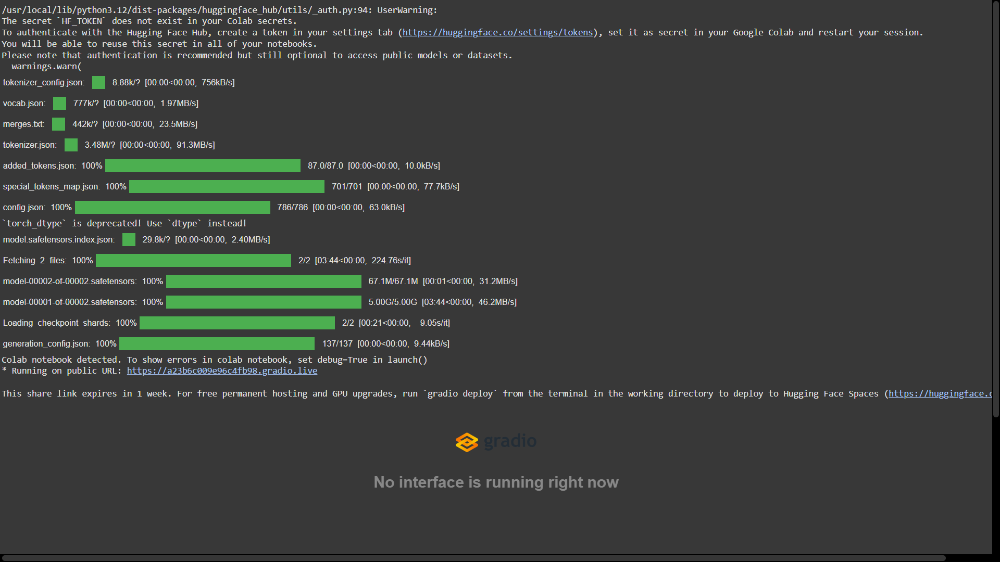 /usr/local/lib/python3.12/dist-packages/huggingface_hub/utils/_auth.py:94: UserWarning:
The secret `HF_TOKEN` does not exist in your Colab secrets.
To authenticate with the Hugging Face Hub, create a token in your settings tab (https://huggingface.co/settings/tokens), set it as secret in your Google Colab and restart your session.
You will be able to reuse this secret in all of your notebooks.
Please note that authentication is recommended but still optional to access public models or datasets.
  warnings.warn(
tokenizer_config.json: 8.88k/? [00:00<00:00, 756kB/s]
vocab.json: 777k/? [00:00<00:00, 1.97MB/s]
merges.txt: 442k/? [00:00<00:00, 23.5MB/s]
tokenizer.json: 3.48M/? [00:00<00:00, 91.3MB/s]
added_tokens.json: 100% 87.0/87.0 [00:00<00:00, 10.0kB/s]
special_tokens_map.json: 100% 701/701 [00:00<00:00, 77.7kB/s]
config.json: 100% 786/786 [00:00<00:00, 63.0kB/s]
`torch_dtype` is deprecated! Use `dtype` instead!
model.safetensors.index.json: 29.8k/? [00:00<00:00, 2.40MB/s]
Fetching 2 files: 100% 2/2 [03:44<00:00, 224.76s/it]
model-00002-of-00002.safetensors: 100% 67.1M/67.1M [00:01<00:00, 31.2MB/s]
model-00001-of-00002.safetensors: 100% 5.00G/5.00G [03:44<00:00, 46.2MB/s]
Loading checkpoint shards: 100% 2/2 [00:21<00:00, 9.05s/it]
generation_config.json: 100% 137/137 [00:00<00:00, 9.44kB/s]
Colab notebook detected. To show errors in colab notebook, set debug=True in launch()
* Running on public URL: https://a23b6c009e96c4fb98.gradio.live
This share link expires in 1 week. For free permanent hosting and GPU upgrades, run `gradio deploy` from the terminal in the working directory to deploy to Hugging Face Spaces (https://huggingface.c
gradio
No interface is running right now